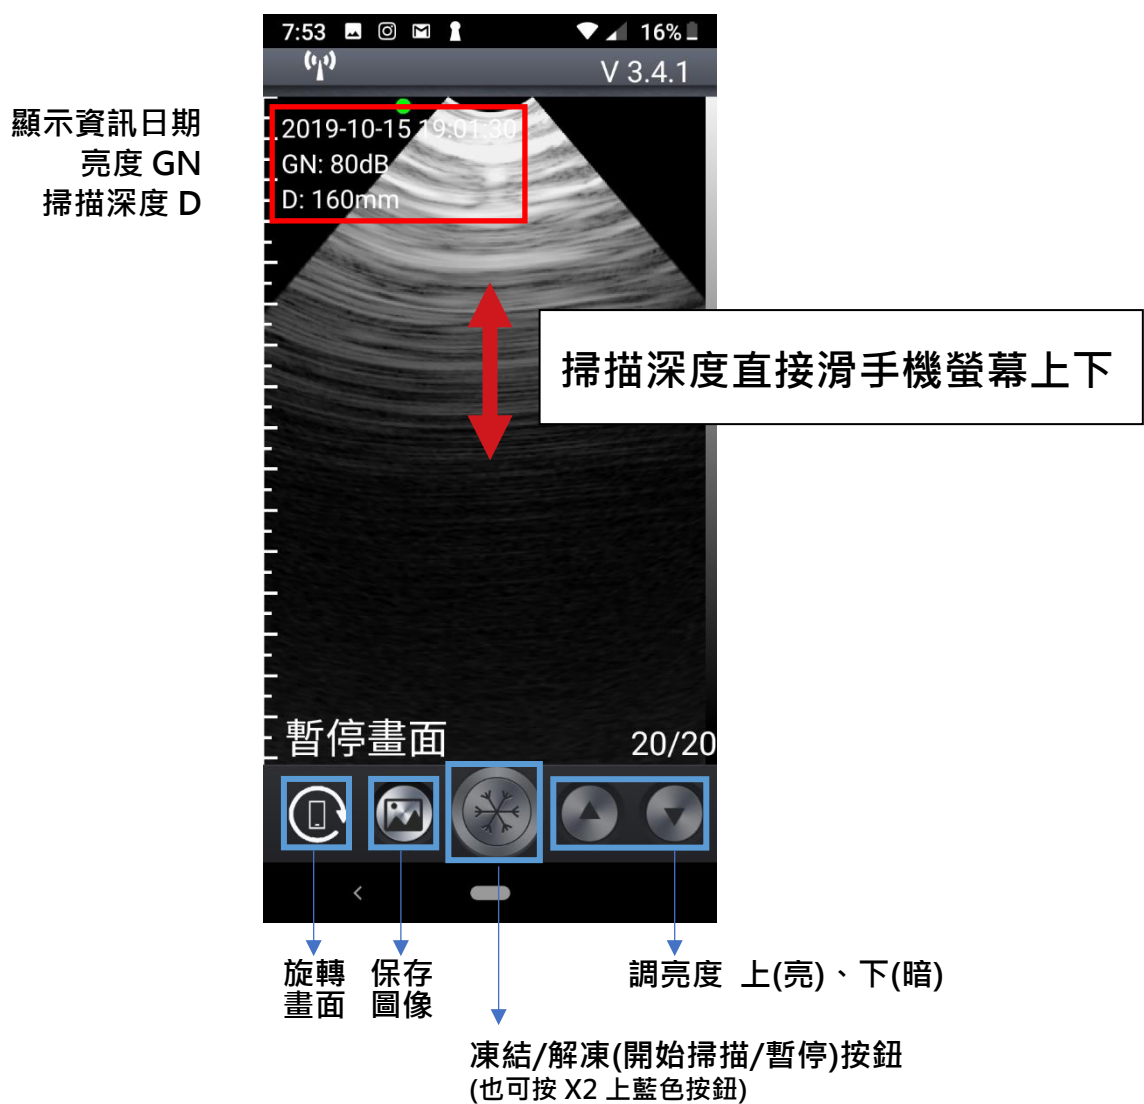 7:53
16%
V 3.4.1
顯示資訊日期
亮度 GN
掃描深度 D
2019-10-15 19:01:30
GN: 80dB
D: 160mm
掃描深度直接滑手機螢幕上下
暫停畫面
20/20
旋轉
畫面
保存
圖像
調亮度 上(亮)、下(暗)
凍結/解凍(開始掃描/暫停)按鈕
(也可按 X2 上藍色按鈕)